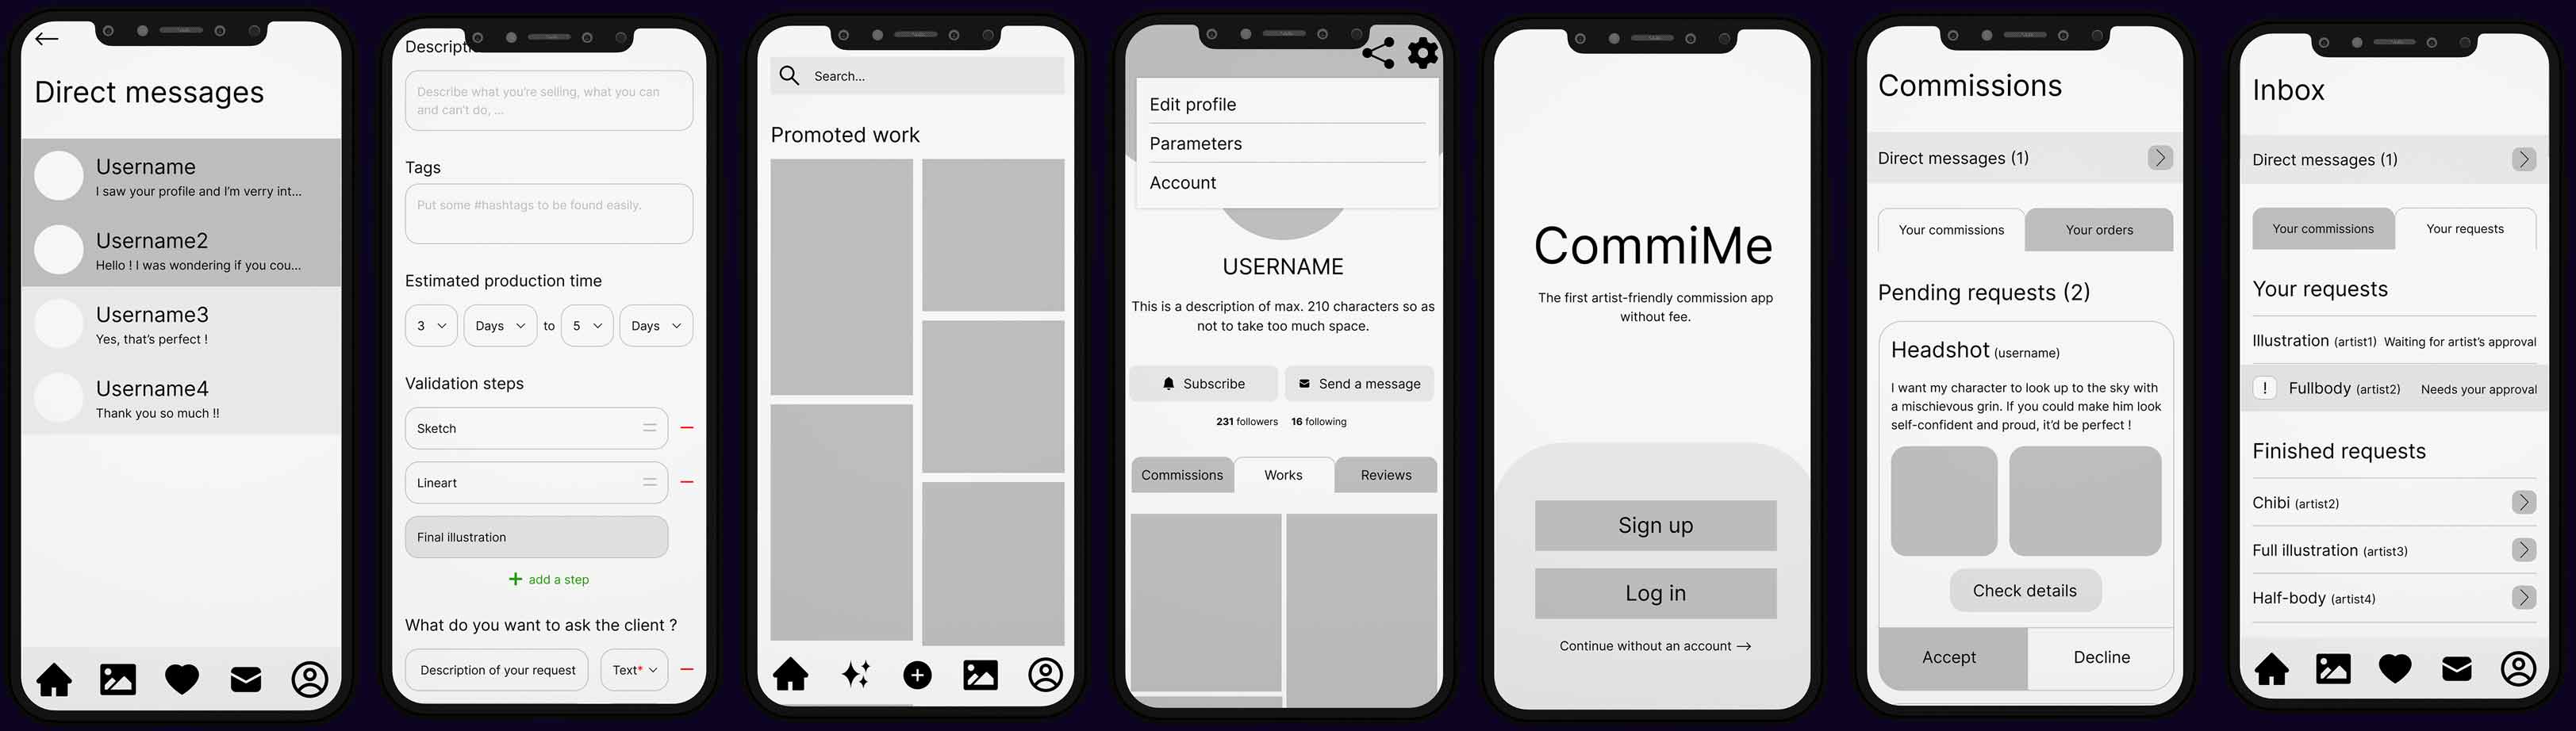 Direct messages
Username
I saw your profile and I'm verry int...
Username2
Hello ! I was wondering if you cou...
Username3
Yes, that's perfect !
Username4
Thank you so much !!
Descripti
Describe what you're selling, what you can
and can't do, ...
Tags
Put some #hashtags to be found easily.
Estimated production time
3 Days to 5 Days
Validation steps
Sketch
Lineart
Final illustration
+ add a step
What do you want to ask the client ?
Description of your request Text*
Search...
Promoted work
Edit profile
Parameters
Account
USERNAME
This is a description of max. 210 characters so as
not to take too much space.
Subscribe Send a message
231 followers 16 following
Commissions Works Reviews
CommiMe
The first artist-friendly commission app
without fee.
Sign up
Log in
Continue without an account →
Commissions
Direct messages (1)
Your commissions Your orders
Pending requests (2)
Headshot (username)
I want my character to look up to the sky with
a mischievous grin. If you could make him look
self-confident and proud, it'd be perfect !
Check details
Accept Decline
Inbox
Direct messages (1)
Your commissions Your requests
Your requests
Illustration (artist1) Waiting for artist's approval
! Fullbody (artist2) Needs your approval
Finished requests
Chibi (artist2)
Full illustration (artist3)
Half-body (artist4)